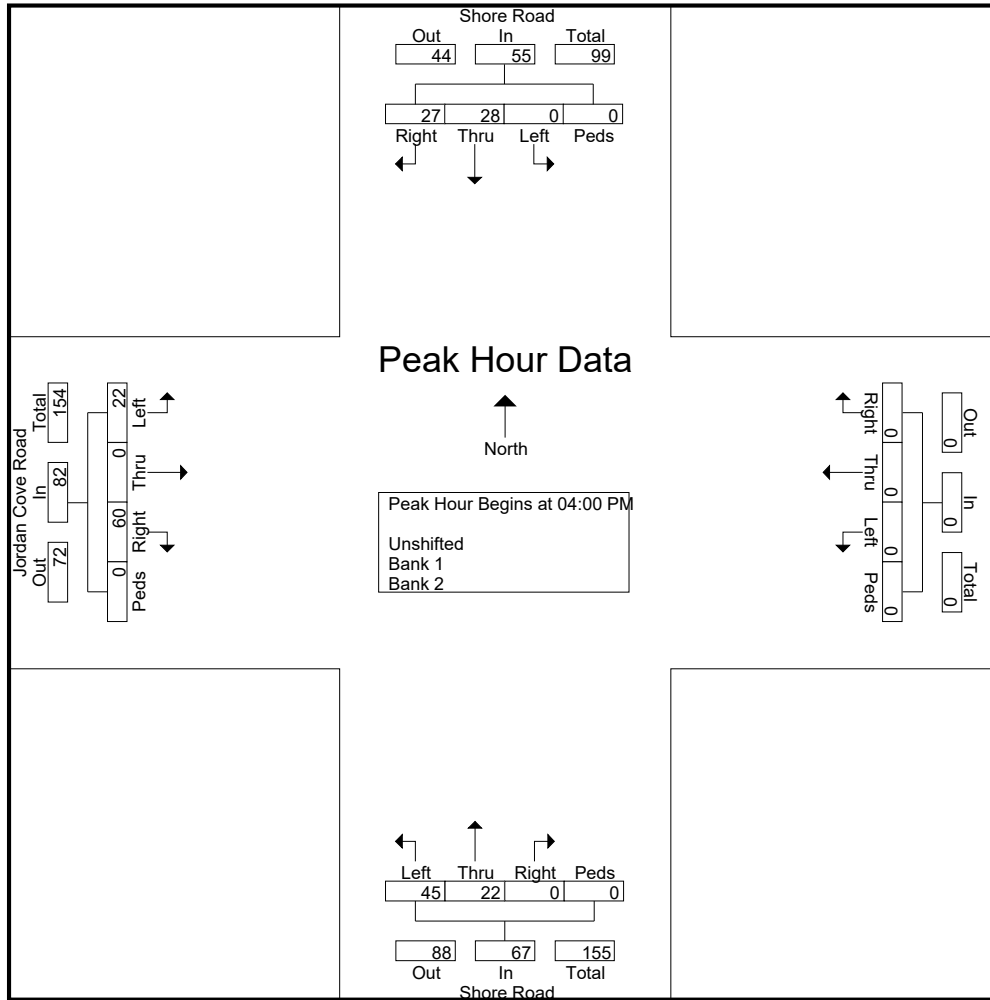 Shore Road
Out In Total
44 55 99
27 28 0 0
Right Thru Left Peds
Peak Hour Data
North
Peak Hour Begins at 04:00 PM
Unshifted
Bank 1
Bank 2
Jordan Cove Road
Out In Total
72 82 154
22 0 60 0
Left Thru Right Peds
Out In Total
0 0 0
0 0 0 0
Right Thru Left Peds
Left Thru Right Peds
45 22 0 0
88 67 155
Out In Total
Shore Road